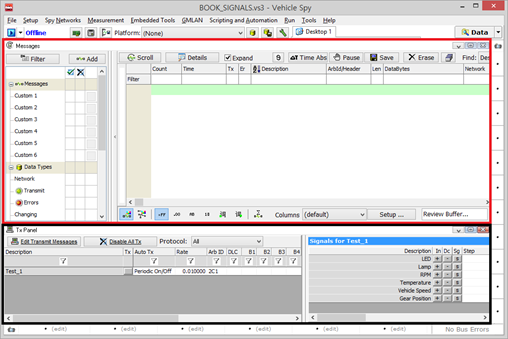 BOOK_SIGNALS.vs3 - Vehicle Spy
File Setup Spy Networks Measurement Embedded Tools GMLAN Scripting and Automation Run Tools Help
Offline Platform: (None) Desktop 1 Data
Messages
Filter Add Scroll Details Expand Time Abs Pause Save Erase Find: Des
Count Time Tx Er Description ArbId/Header Len DataBytes Network
Filter
Messages
Custom 1
Custom 2
Custom 3
Custom 4
Custom 5
Custom 6
Data Types
Network
Transmit
Errors
Changing
Columns (default) Setup ... Review Buffer...
Tx Panel
Edit Transmit Messages Disable All Tx Protocol: All
Description Tx Auto Tx Rate Arb ID DLC B1 B2 B3 B4
Test_1 ... Periodic On/Off 0.010000 2C1
Signals for Test_1
Description In Dc Sg Step
LED + - S
Lamp + - S
RPM + - S
Temperature + - S
Vehicle Speed + - S
Gear Position + - S
(edit) (edit) (edit) (edit) (edit) (edit) No Bus Errors